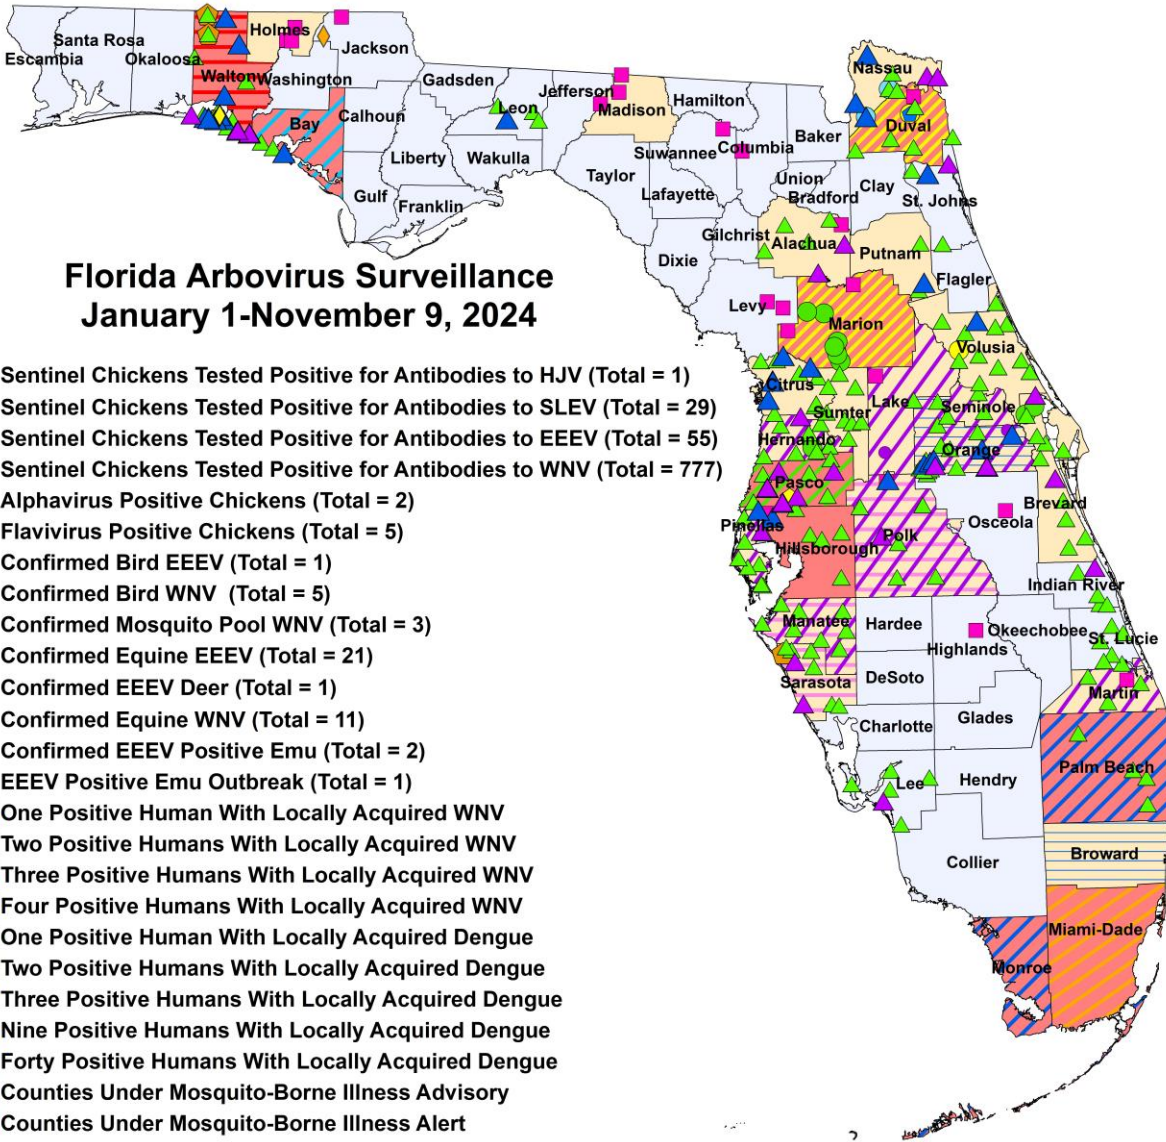 Santa Rosa
Escambia
Okaloosa
Holmes
Jackson
Walton
Washington
Bay
Calhoun
Gadsden
Leon
Jefferson
Madison
Hamilton
Liberty
Wakulla
Gulf
Franklin
Taylor
Suwannee
Columbia
Lafayette
Baker
Nassau
Duval
Union
Bradford
Clay
St. Johns
Gilchrist
Alachua
Putnam
Dixie
Flagler
Levy
Marion
Volusia
Citrus
Sumter
Lake
Seminole
Hernando
Orange
Pasco
Pinellas
Hillsborough
Polk
Osceola
Brevard
Indian River
Manatee
Hardee
Highlands
Okeechobee
St. Lucie
Sarasota
DeSoto
Martin
Charlotte
Glades
Lee
Hendry
Palm Beach
Collier
Broward
Monroe
Miami-Dade
Florida Arbovirus Surveillance
January 1-November 9, 2024
Sentinel Chickens Tested Positive for Antibodies to HJV (Total = 1)
Sentinel Chickens Tested Positive for Antibodies to SLEV (Total = 29)
Sentinel Chickens Tested Positive for Antibodies to EEEV (Total = 55)
Sentinel Chickens Tested Positive for Antibodies to WNV (Total = 777)
Alphavirus Positive Chickens (Total = 2)
Flavivirus Positive Chickens (Total = 5)
Confirmed Bird EEEV (Total = 1)
Confirmed Bird WNV (Total = 5)
Confirmed Mosquito Pool WNV (Total = 3)
Confirmed Equine EEEV (Total = 21)
Confirmed EEEV Deer (Total = 1)
Confirmed Equine WNV (Total = 11)
Confirmed EEEV Positive Emu (Total = 2)
EEEV Positive Emu Outbreak (Total = 1)
One Positive Human With Locally Acquired WNV
Two Positive Humans With Locally Acquired WNV
Three Positive Humans With Locally Acquired WNV
Four Positive Humans With Locally Acquired WNV
One Positive Human With Locally Acquired Dengue
Two Positive Humans With Locally Acquired Dengue
Three Positive Humans With Locally Acquired Dengue
Nine Positive Humans With Locally Acquired Dengue
Forty Positive Humans With Locally Acquired Dengue
Counties Under Mosquito-Borne Illness Advisory
Counties Under Mosquito-Borne Illness Alert